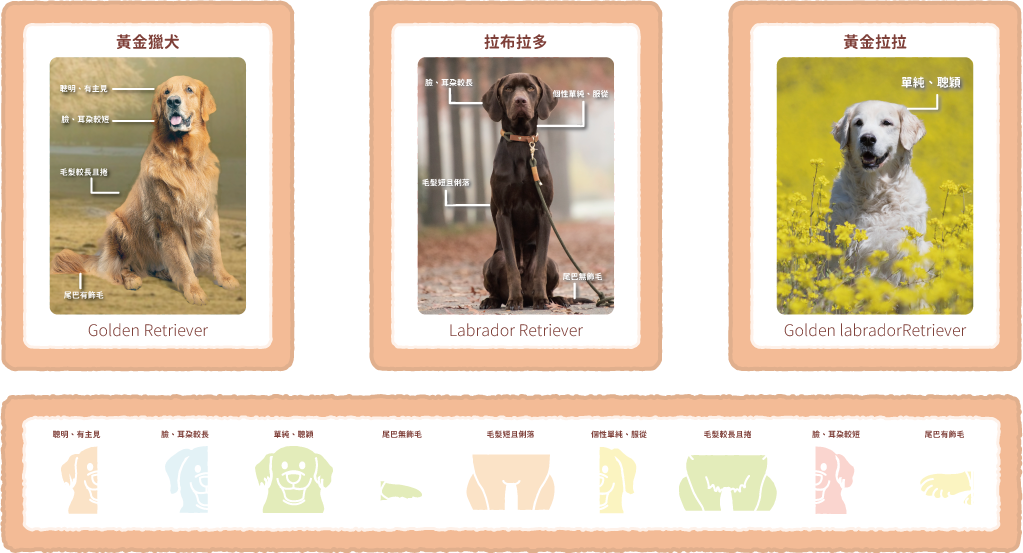 黃金獵犬
聰明、有主見
臉、耳朵較短
毛髮較長且捲
尾巴有飾毛
Golden Retriever
拉布拉多
臉、耳朵較長
個性單純、服從
毛髮短且俐落
尾巴無飾毛
Labrador Retriever
黃金拉拉
單純、聰穎
Golden labradorRetriever
聰明、有主見
臉、耳朵較長
單純、聰穎
尾巴無飾毛
毛髮短且俐落
個性單純、服從
毛髮較長且捲
臉、耳朵較短
尾巴有飾毛